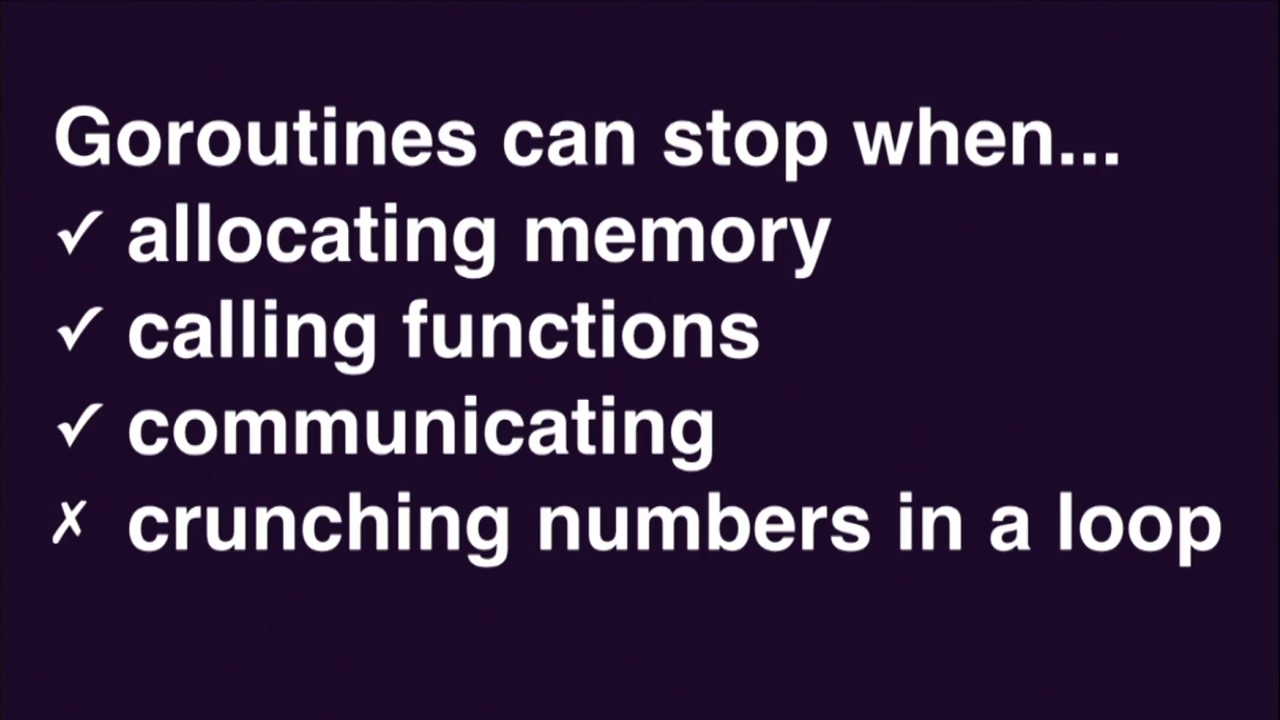 Goroutines can stop when...
✓ allocating memory
✓ calling functions
✓ communicating
✗ crunching numbers in a loop